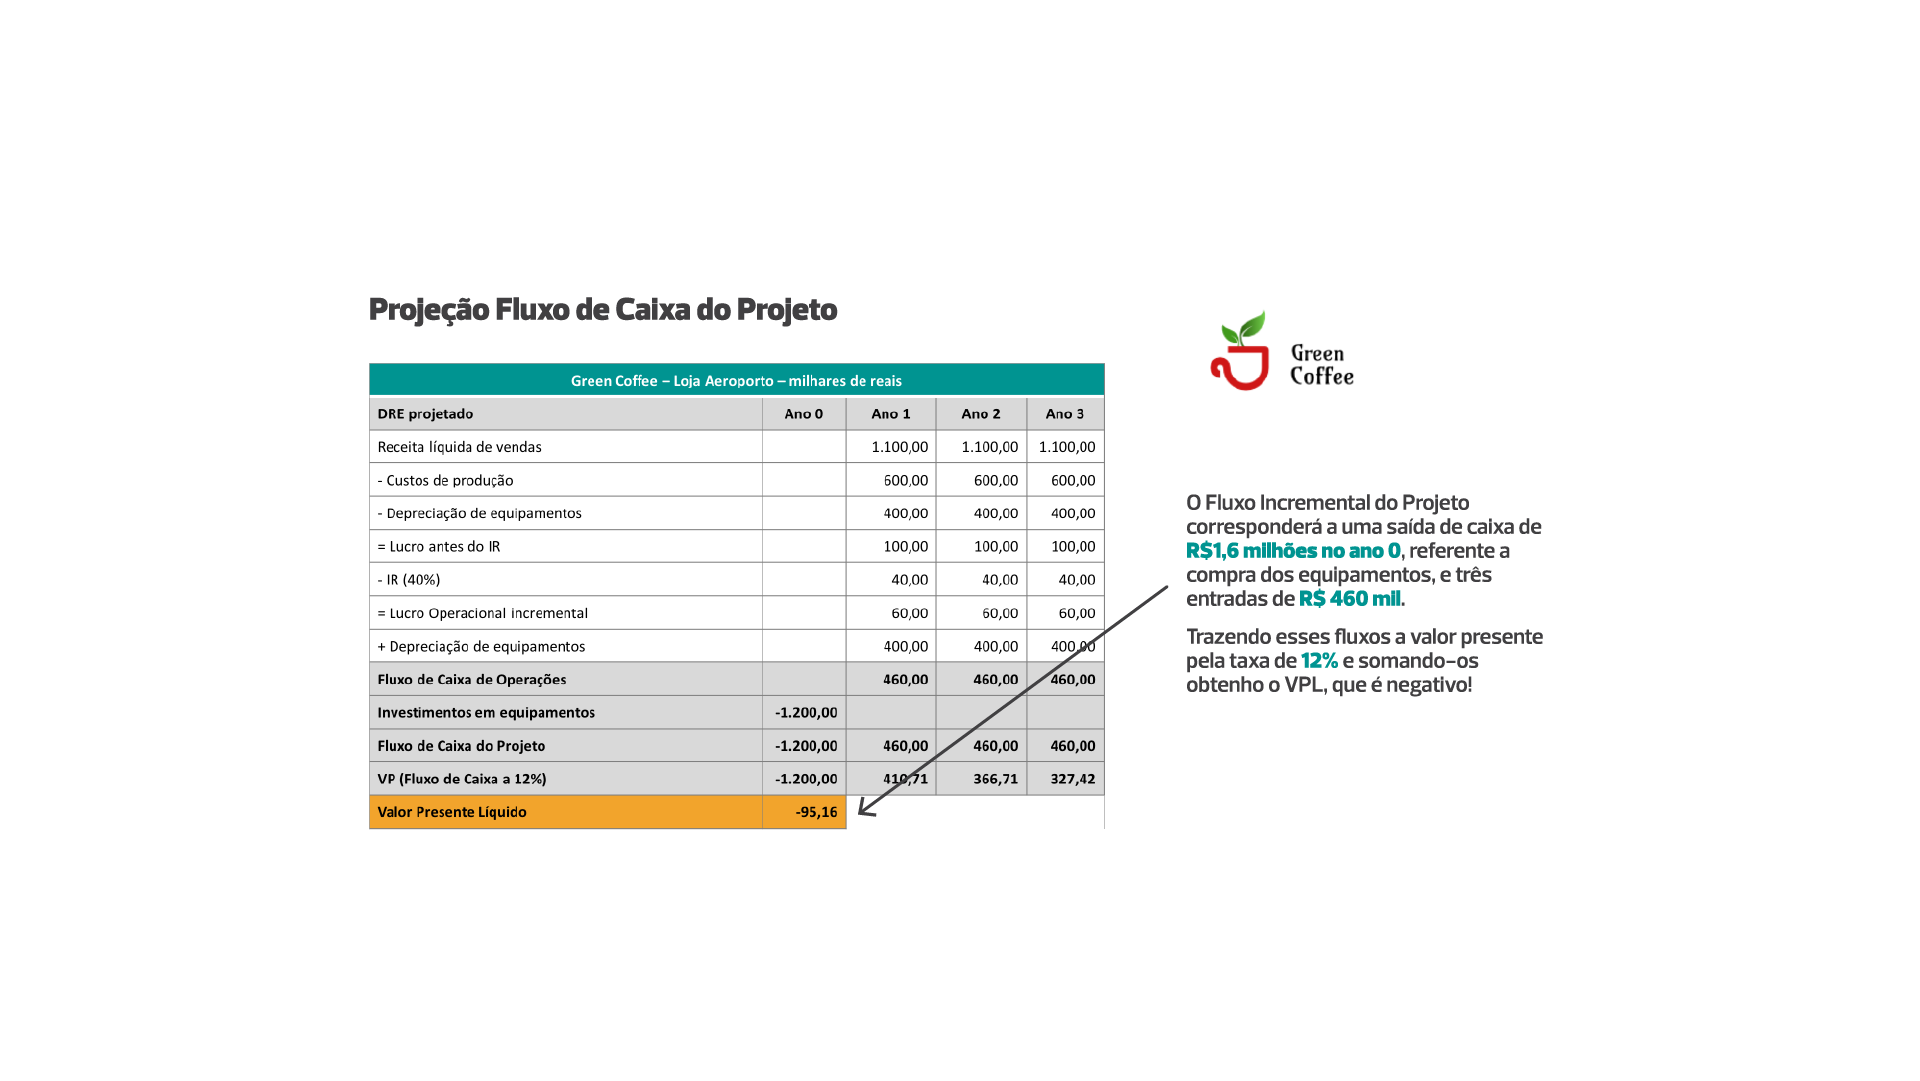 Projeção Fluxo de Caixa do Projeto
Green Coffee
Green Coffee – Loja Aeroporto – milhares de reais
DRE projetado Ano 0 Ano 1 Ano 2 Ano 3
Receita líquida de vendas 1.100,00 1.100,00 1.100,00
- Custos de produção 600,00 600,00 600,00
- Depreciação de equipamentos 400,00 400,00 400,00
= Lucro antes do IR 100,00 100,00 100,00
- IR (40%) 40,00 40,00 40,00
= Lucro Operacional incremental 60,00 60,00 60,00
+ Depreciação de equipamentos 400,00 400,00 400,00
Fluxo de Caixa de Operações 460,00 460,00 460,00
Investimentos em equipamentos -1.200,00
Fluxo de Caixa do Projeto -1.200,00 460,00 460,00 460,00
VP (Fluxo de Caixa a 12%) -1.200,00 410,71 366,71 327,42
Valor Presente Líquido -95,16
O Fluxo Incremental do Projeto
corresponderá a uma saída de caixa de
R$1,6 milhões no ano 0, referente a
compra dos equipamentos, e três
entradas de R$ 460 mil.
Trazendo esses fluxos a valor presente
pela taxa de 12% e somando-os
obtenho o VPL, que é negativo!